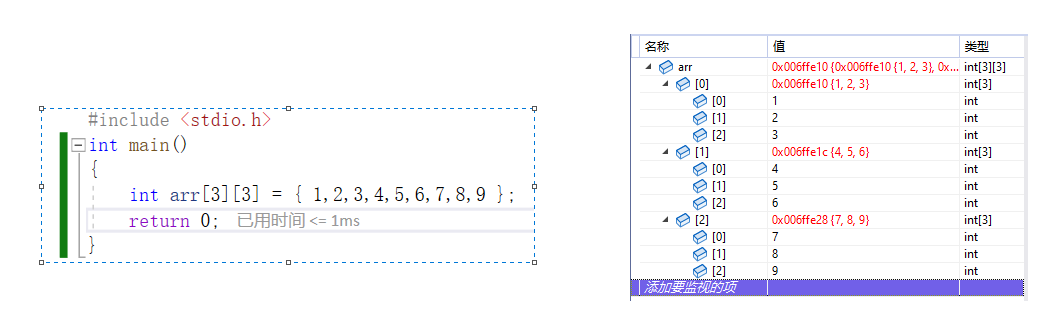 #include <stdio.h>
int main()
{
int arr[3][3] = { 1,2,3,4,5,6,7,8,9 };
return 0; 已用时间 <= 1ms
}
名称 值 类型
arr 0x006ffe10 {0x006ffe10 {1, 2, 3}, 0x... int[3][3]
[0] 0x006ffe10 {1, 2, 3} int[3]
[0] 1 int
[1] 2 int
[2] 3 int
[1] 0x006ffe1c {4, 5, 6} int[3]
[0] 4 int
[1] 5 int
[2] 6 int
[2] 0x006ffe28 {7, 8, 9} int[3]
[0] 7 int
[1] 8 int
[2] 9 int
添加要监视的项